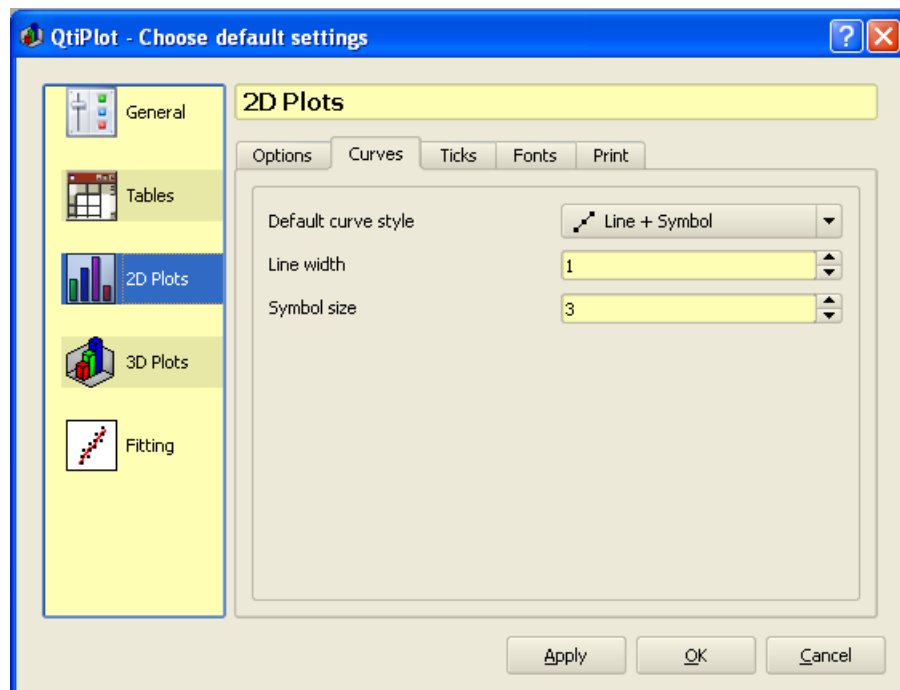 QtiPlot - Choose default settings
General
Tables
2D Plots
3D Plots
Fitting
2D Plots
Options Curves Ticks Fonts Print
Default curve style Line + Symbol
Line width 1
Symbol size 3
Apply OK Cancel